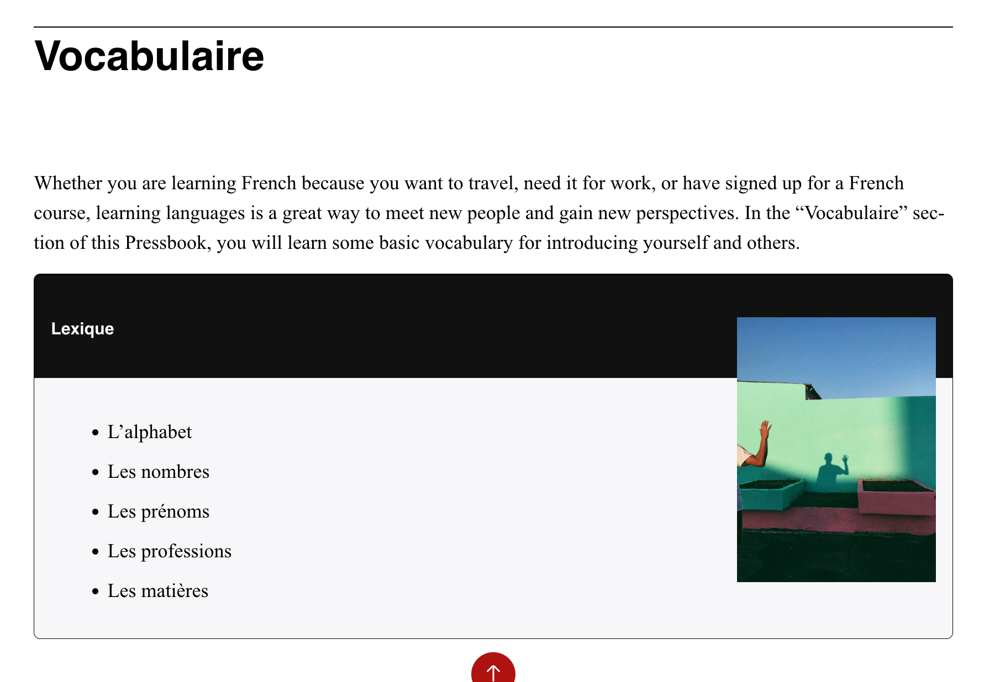 Vocabulaire
Whether you are learning French because you want to travel, need it for work, or have signed up for a French
course, learning languages is a great way to meet new people and gain new perspectives. In the “Vocabulaire” sec-
tion of this Pressbook, you will learn some basic vocabulary for introducing yourself and others.
Lexique
• L’alphabet
• Les nombres
• Les prénoms
• Les professions
• Les matières